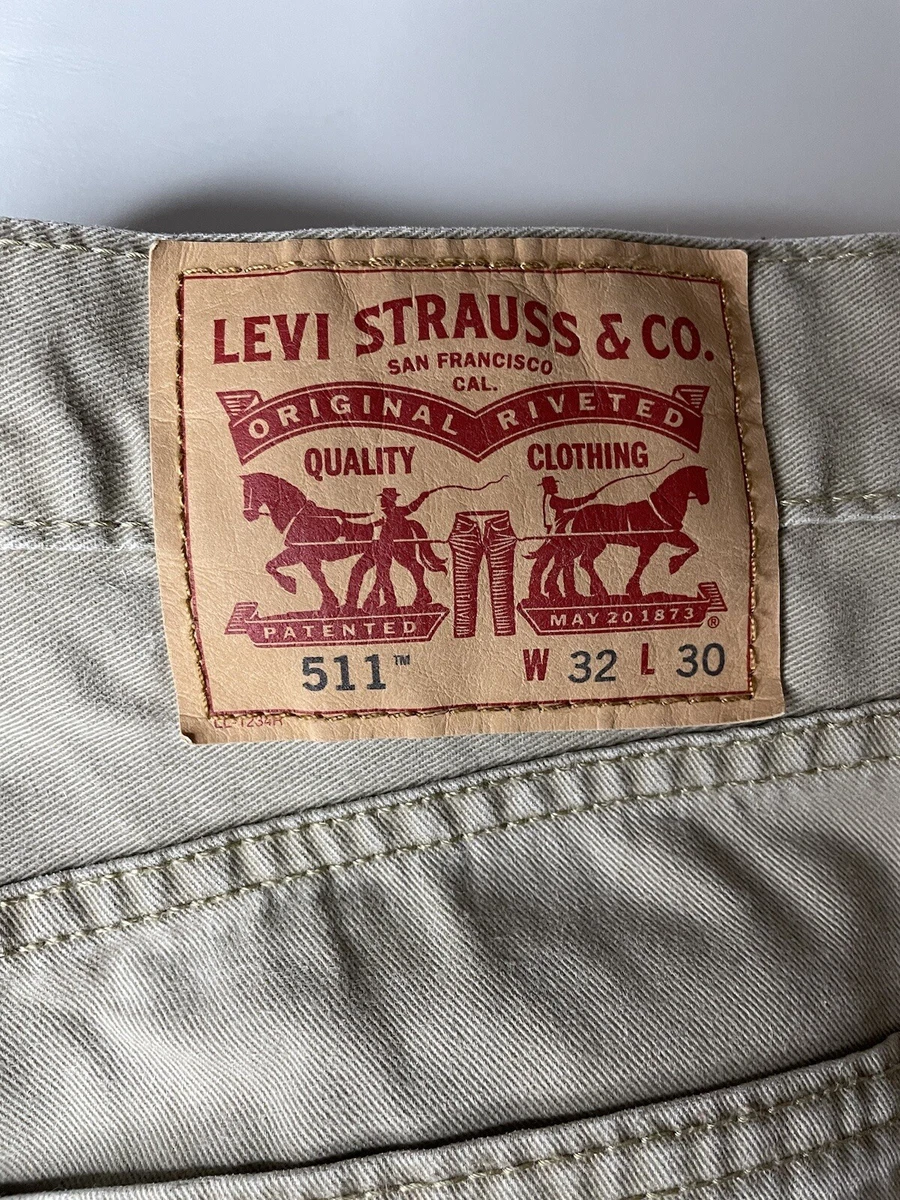 LEVI STRAUSS & CO.
SAN FRANCISCO
CAL.
ORIGINAL RIVETED
QUALITY CLOTHING
PATENTED MAY 20 1873 ®
511™ W 32 L 30